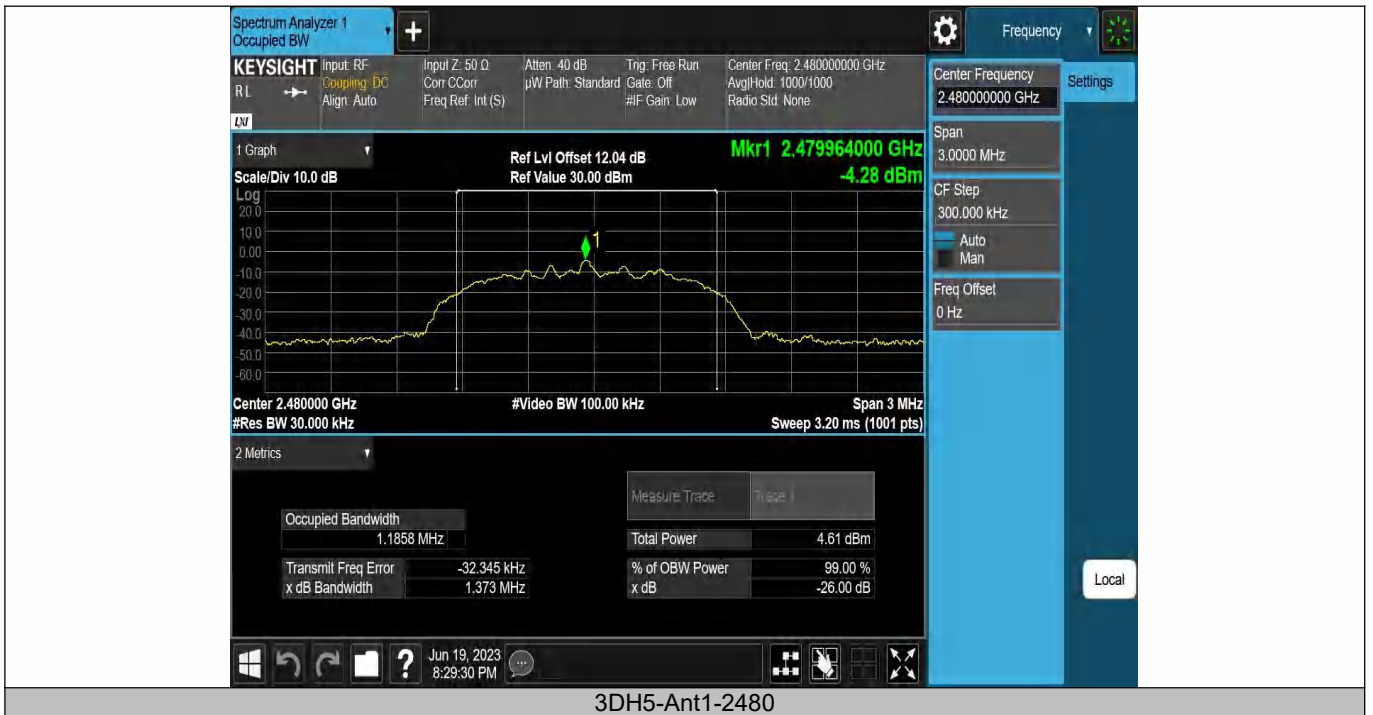 Spectrum Analyzer 1
Occupied BW
+
Frequency
KEYSIGHT
RL
LXI
Input: RF
Coupling: DC
Align: Auto
Input Z: 50 Ω
Corr CCorr
Freq Ref: Int (S)
Atten: 40 dB
µW Path: Standard
Trig: Free Run
Gate: Off
#IF Gain: Low
Center Freq: 2.480000000 GHz
Avg|Hold: 1000/1000
Radio Std: None
1 Graph
Scale/Div 10.0 dB
Ref Lvl Offset 12.04 dB
Ref Value 30.00 dBm
Mkr1 2.479964000 GHz
-4.28 dBm
Log
20.0
10.0
0.00
-10.0
-20.0
-30.0
-40.0
-50.0
-60.0
1
Center 2.480000 GHz
#Video BW 100.00 kHz
Span 3 MHz
#Res BW 30.000 kHz
Sweep 3.20 ms (1001 pts)
2 Metrics
Measure Trace
Trace 1
Occupied Bandwidth
1.1858 MHz
Total Power 4.61 dBm
Transmit Freq Error -32.345 kHz
% of OBW Power 99.00 %
x dB Bandwidth 1.373 MHz
x dB -26.00 dB
Center Frequency
2.480000000 GHz
Settings
Span
3.0000 MHz
CF Step
300.000 kHz
Auto
Man
Freq Offset
0 Hz
Local
?
Jun 19, 2023
8:29:30 PM
3DH5-Ant1-2480